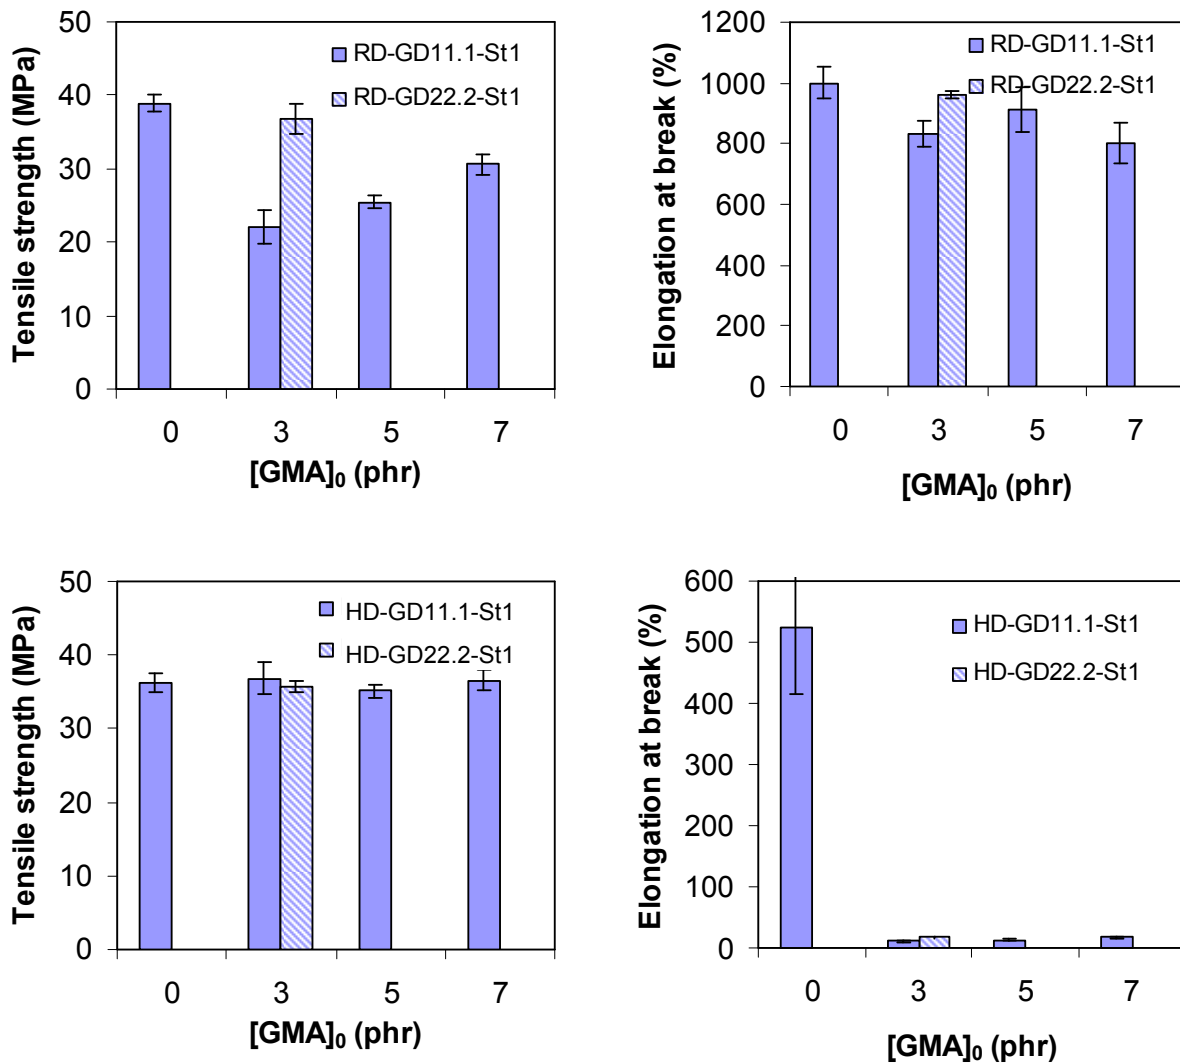 Tensile strength (MPa)
50
40
30
20
10
0
RD-GD11.1-St1
RD-GD22.2-St1
0 3 5 7
[GMA]₀ (phr)
Elongation at break (%)
1200
1000
800
600
400
200
0
RD-GD11.1-St1
RD-GD22.2-St1
0 3 5 7
[GMA]₀ (phr)
Tensile strength (MPa)
50
40
30
20
10
0
HD-GD11.1-St1
HD-GD22.2-St1
0 3 5 7
[GMA]₀ (phr)
Elongation at break (%)
600
500
400
300
200
100
0
HD-GD11.1-St1
HD-GD22.2-St1
0 3 5 7
[GMA]₀ (phr)